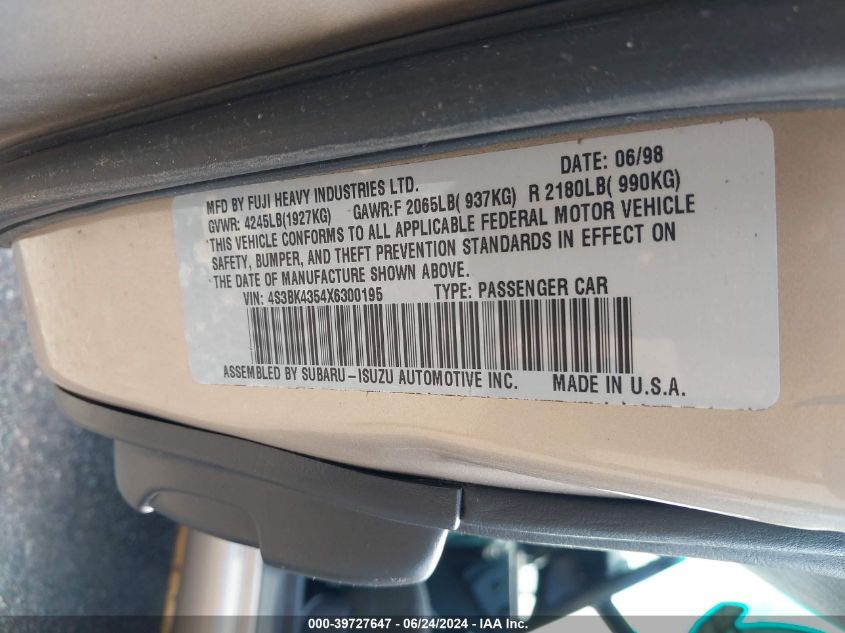 MFD BY FUJI HEAVY INDUSTRIES LTD. DATE: 06/98
GVWR: 4245LB(1927KG) GAWR:F 2065LB( 937KG) R 2180LB( 990KG)
THIS VEHICLE CONFORMS TO ALL APPLICABLE FEDERAL MOTOR VEHICLE
SAFETY, BUMPER, AND THEFT PREVENTION STANDARDS IN EFFECT ON
THE DATE OF MANUFACTURE SHOWN ABOVE.
VIN: 4S3BK4354X6300195 TYPE: PASSENGER CAR
ASSEMBLED BY SUBARU-ISUZU AUTOMOTIVE INC. MADE IN U.S.A.
000-39727647 - 06/24/2024 - IAA Inc.